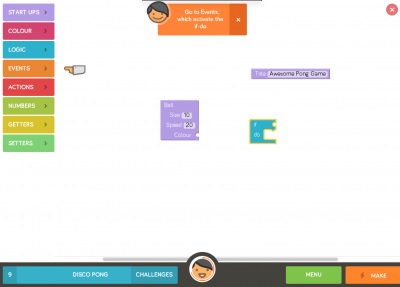 START UPS
COLOUR
LOGIC
EVENTS
ACTIONS
NUMBERS
GETTERS
SETTERS
Go to Events,
which activate the
if do.
×
Title Awesome Pong Game
Ball
Size 10
Speed 20
Colour
if
do
9 DISCO PONG CHALLENGES
MENU
MAKE